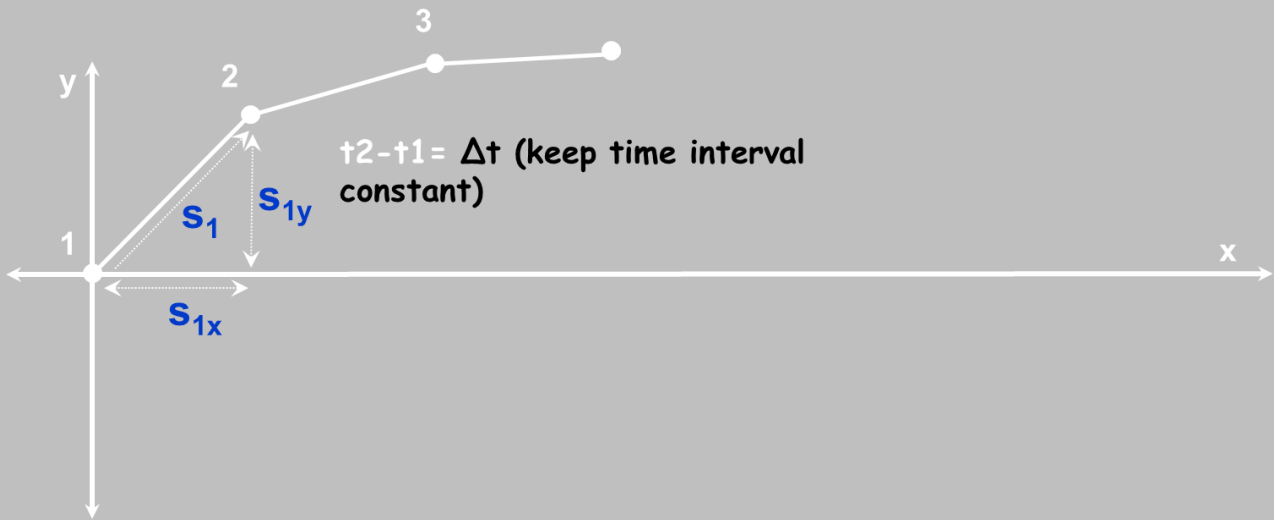 3
2
y
t2-t1= Δt (keep time interval
constant)
s1y
s1
1
x
s1x